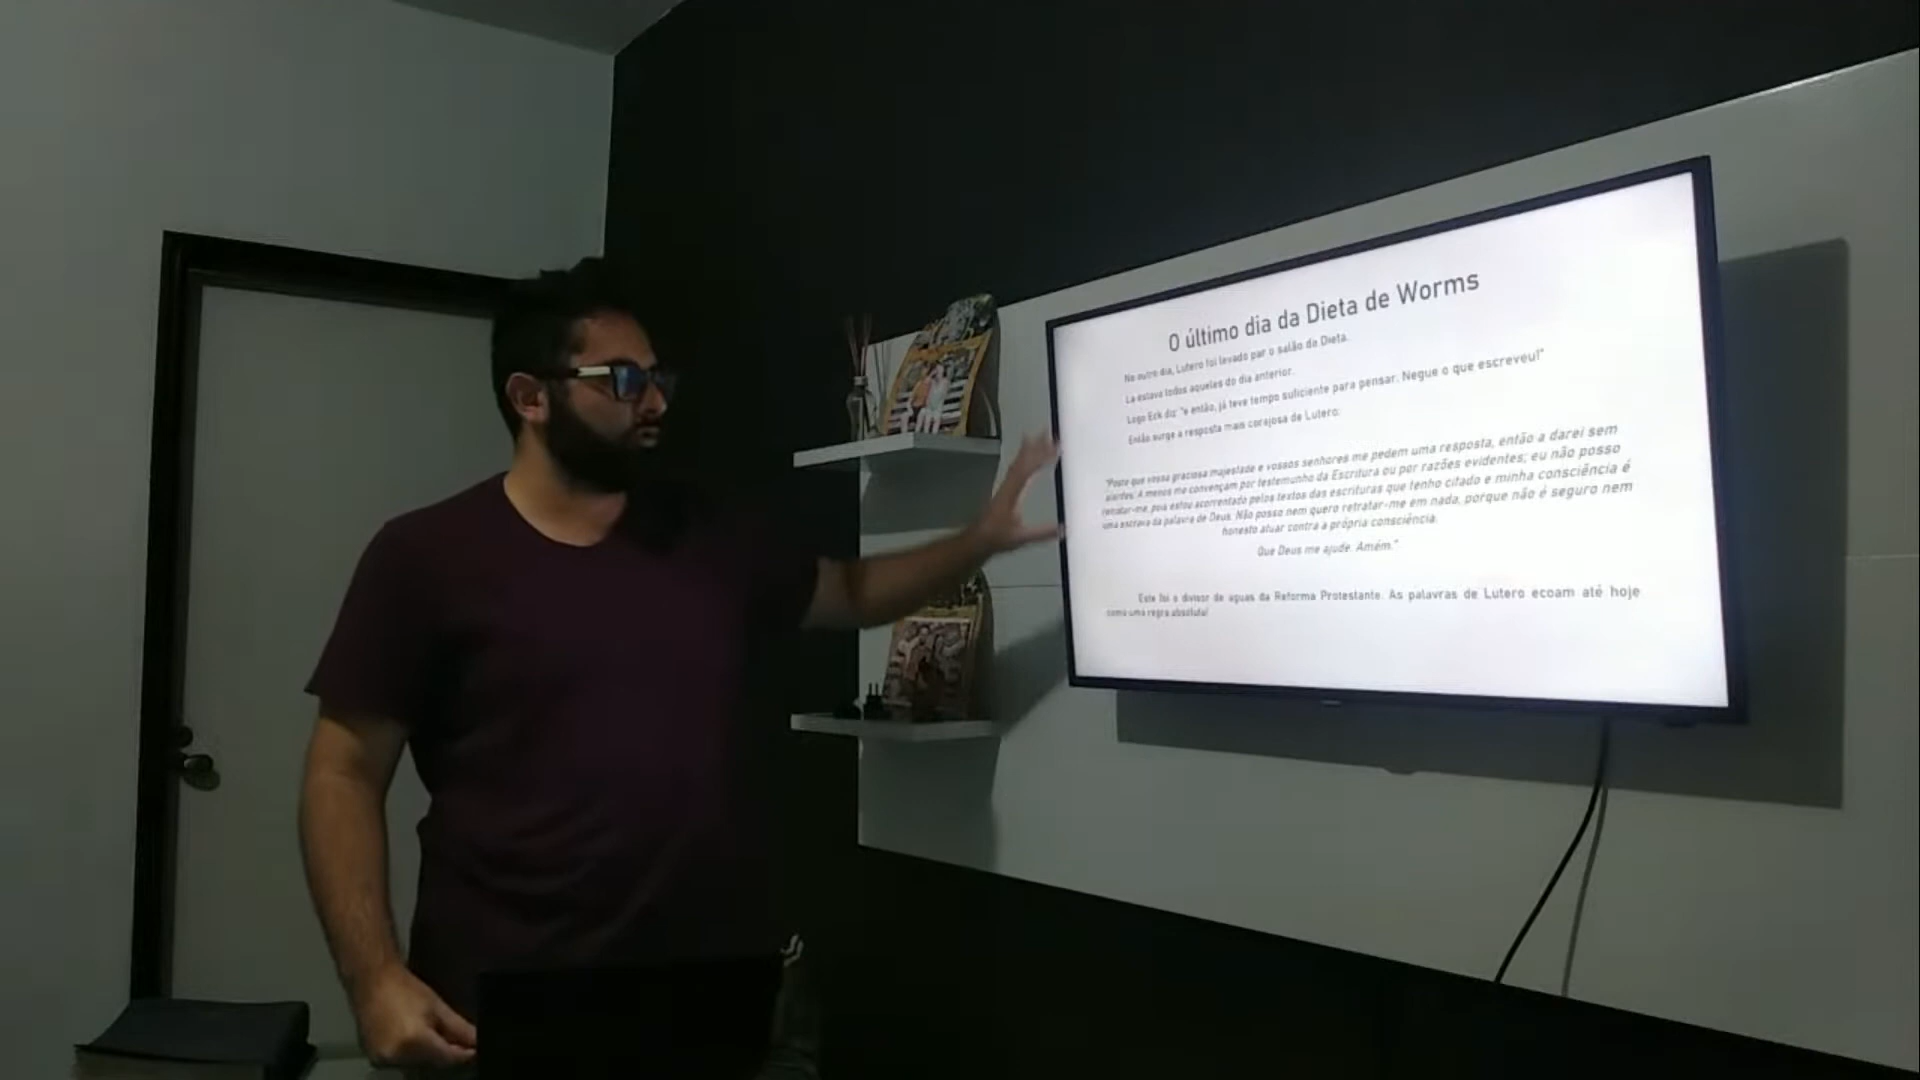 O último dia da Dieta de Worms
No outro dia, Lutero foi levado par o salão de Dieta.
La estava todos aqueles do dia anterior.
Logo Eck diz: "e então, já teve tempo suficiente para pensar. Negue o que escreveu!"
Então surge a resposta mais corajosa de Lutero:
"Posto que vossa graciosa majestade e vossos senhores me pedem uma resposta, então a darei sem
alardes. A menos me convençam por testemunho da Escritura ou por razões evidentes; eu não posso
retratar-me, pois estou acorrentado pelos textos das escrituras que tenho citado e minha consciência é
uma escrava da palavra de Deus. Não posso nem quero retratar-me em nada, porque não é seguro nem
honesto atuar contra a própria consciência.
Que Deus me ajude. Amém."
Este foi o divisor de aguas da Reforma Protestante. As palavras de Lutero ecoam até hoje
como uma regra absoluta!